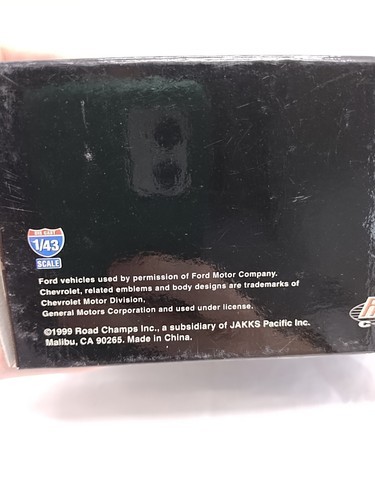 DIE CAST
1/43
SCALE
Ford vehicles used by permission of Ford Motor Company.
Chevrolet, related emblems and body designs are trademarks of
Chevrolet Motor Division,
General Motors Corporation and used under license.
©1999 Road Champs Inc., a subsidiary of JAKKS Pacific Inc.
Malibu, CA 90265. Made in China.